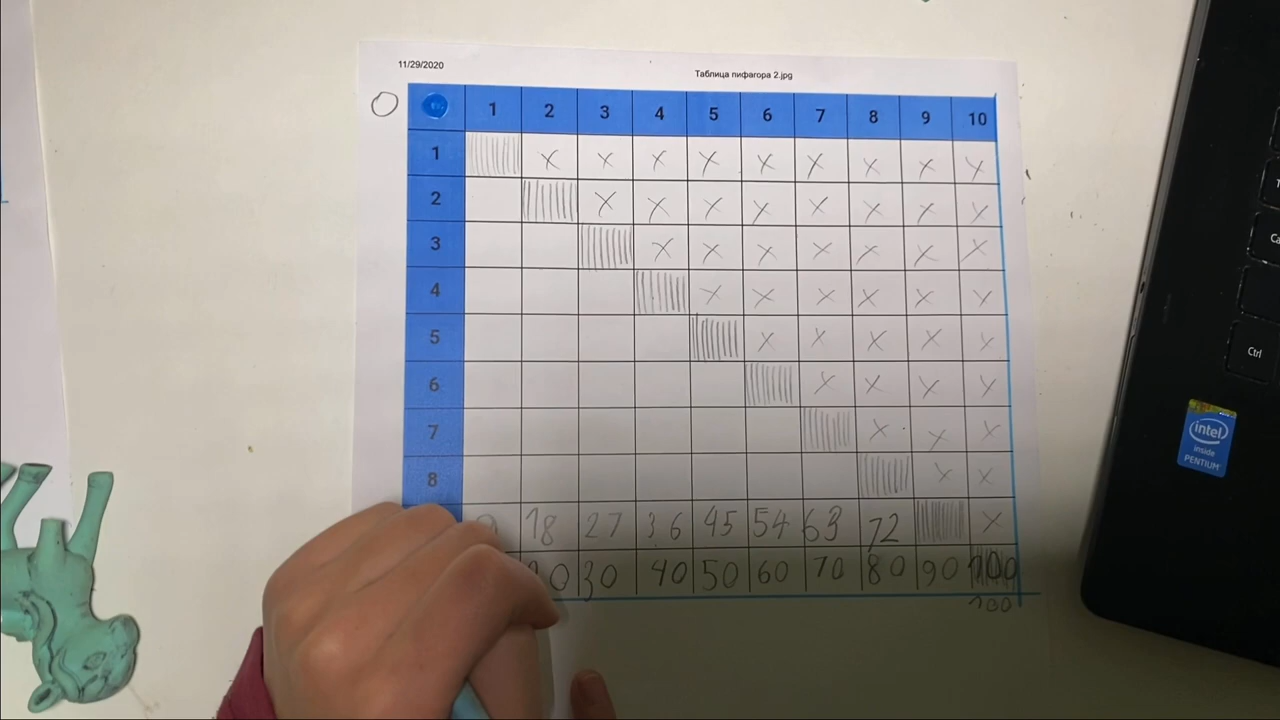 11/29/2020 Таблица пифагора 2.jpg
1 2 3 4 5 6 7 8 9 10
1 x x x x x x x x x
2 x x x x x x x x
3 x x x x x x x
4 x x x x x x
5 x x x x x
6 x x x x
7 x x x
8 x x
18 27 36 45 54 63 72 x
20 30 40 50 60 70 80 90 100
100
Ctrl
intel
inside
PENTIUM